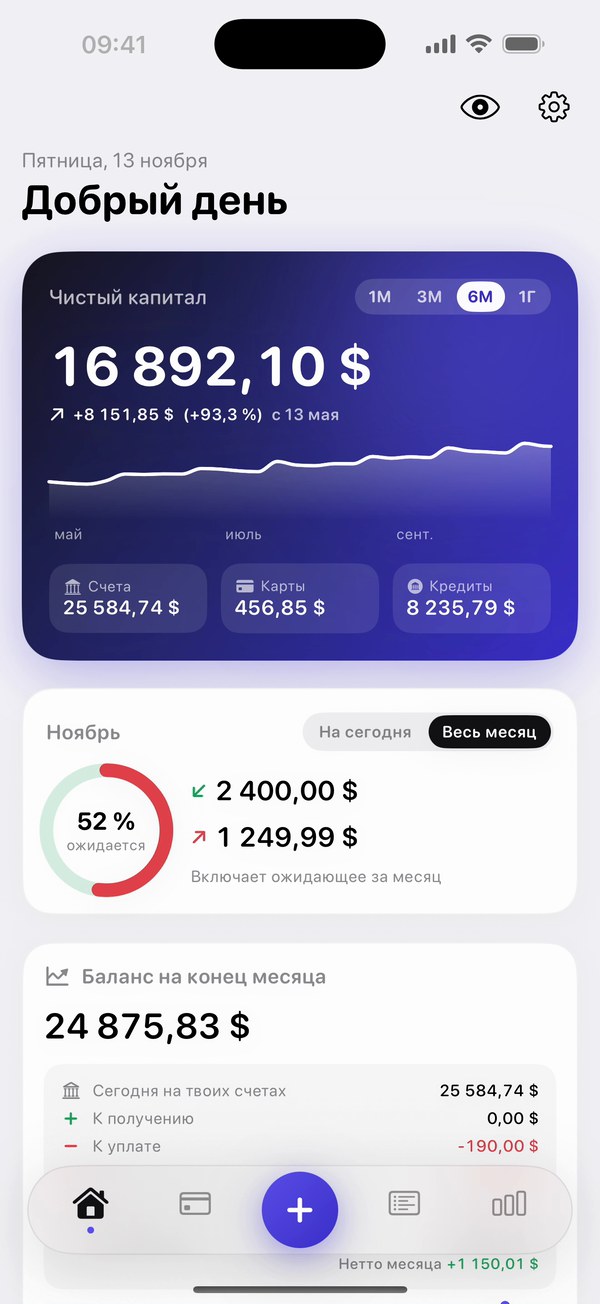 09:41
Пятница, 13 ноября
Добрый день
Чистый капитал
1М 3М 6М 1Г
16 892,10 $
+8 151,85 $ (+93,3 %) с 13 мая
май июль сент.
Счета Карты Кредиты
25 584,74 $ 456,85 $ 8 235,79 $
Ноябрь
На сегодня Весь месяц
52 %
ожидается
2 400,00 $
1 249,99 $
Включает ожидающее за месяц
Баланс на конец месяца
24 875,83 $
Сегодня на твоих счетах 25 584,74 $
+ К получению 0,00 $
− К уплате -190,00 $
Нетто месяца +1 150,01 $